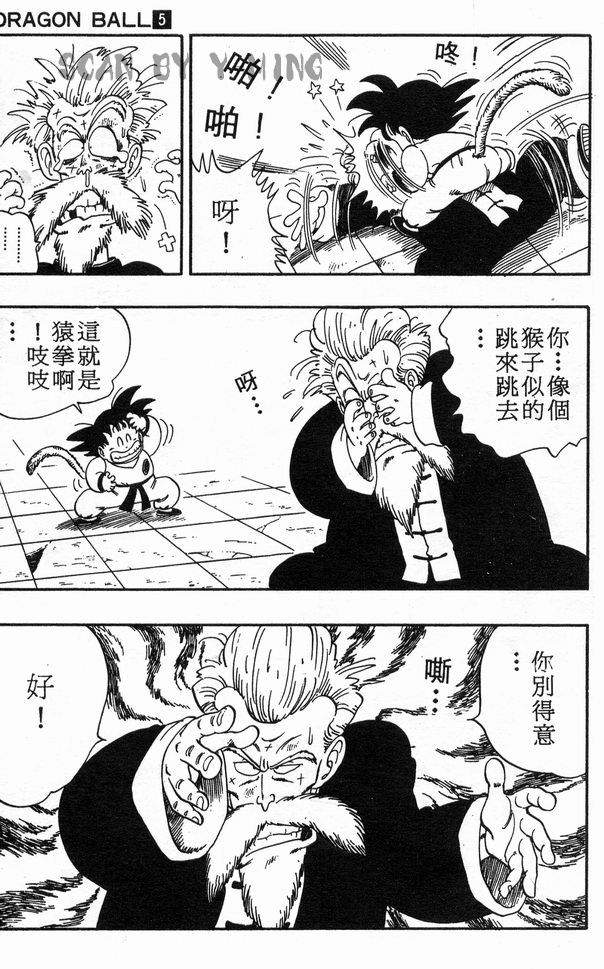 DRAGON BALL 5
SCAN BY
咚！
啪！
啪！
呀！
……
你…像個
猴子似的
跳來跳去
…
呀…
這就是
猿拳啊
！吱吱
…
你別得意
…
嘶…
好！